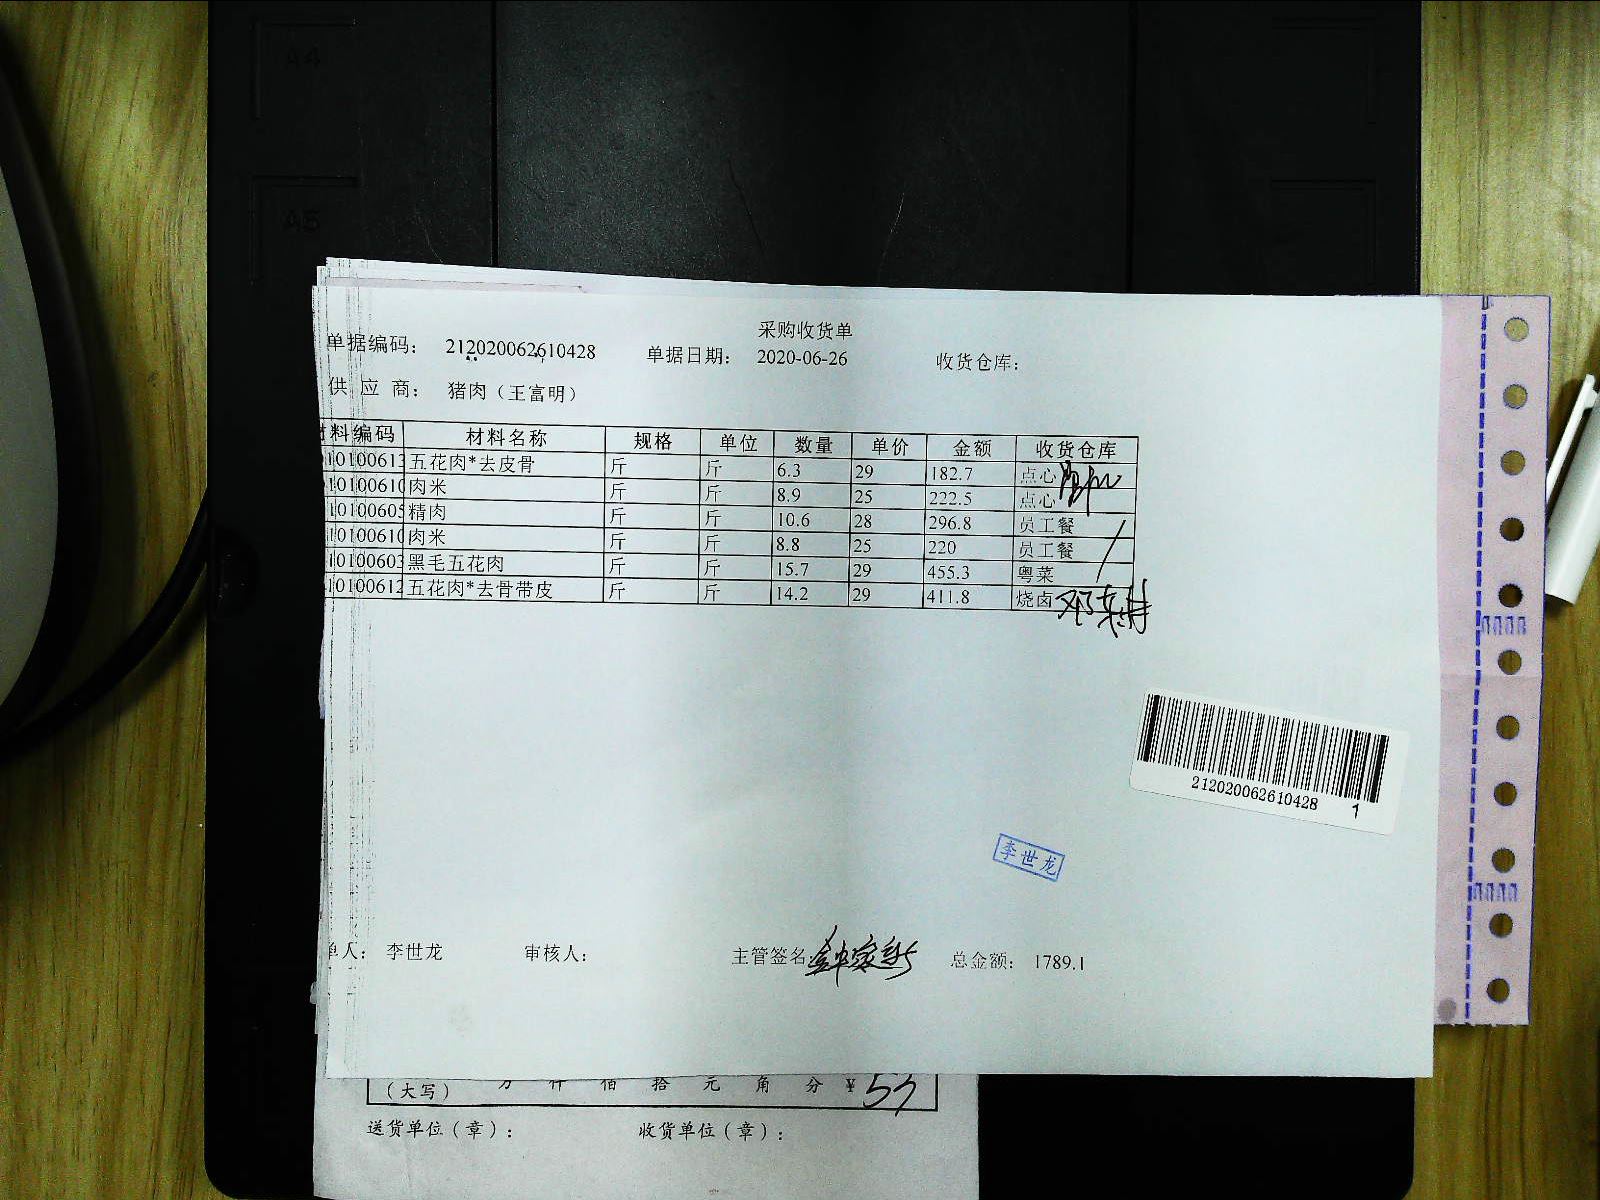 A4
A5
采购收货单
单据编码： 212020062610428 单据日期： 2020-06-26 收货仓库：
供 应 商： 猪肉（王富明）
材料编码 材料名称 规格 单位 数量 单价 金额 收货仓库
10100613 五花肉*去皮骨 斤 斤 6.3 29 182.7 点心
10100610 肉米 斤 斤 8.9 25 222.5 点心
10100605 精肉 斤 斤 10.6 28 296.8 员工餐
10100610 肉米 斤 斤 8.8 25 220 员工餐
10100603 黑毛五花肉 斤 斤 15.7 29 455.3 粤菜
10100612 五花肉*去骨带皮 斤 斤 14.2 29 411.8 烧卤
212020062610428 1
李世龙
单人： 李世龙 审核人： 主管签名： 总金额： 1789.1
（大写） 万 仟 佰 拾 元 角 分 ¥ 57
送货单位（章）： 收货单位（章）：